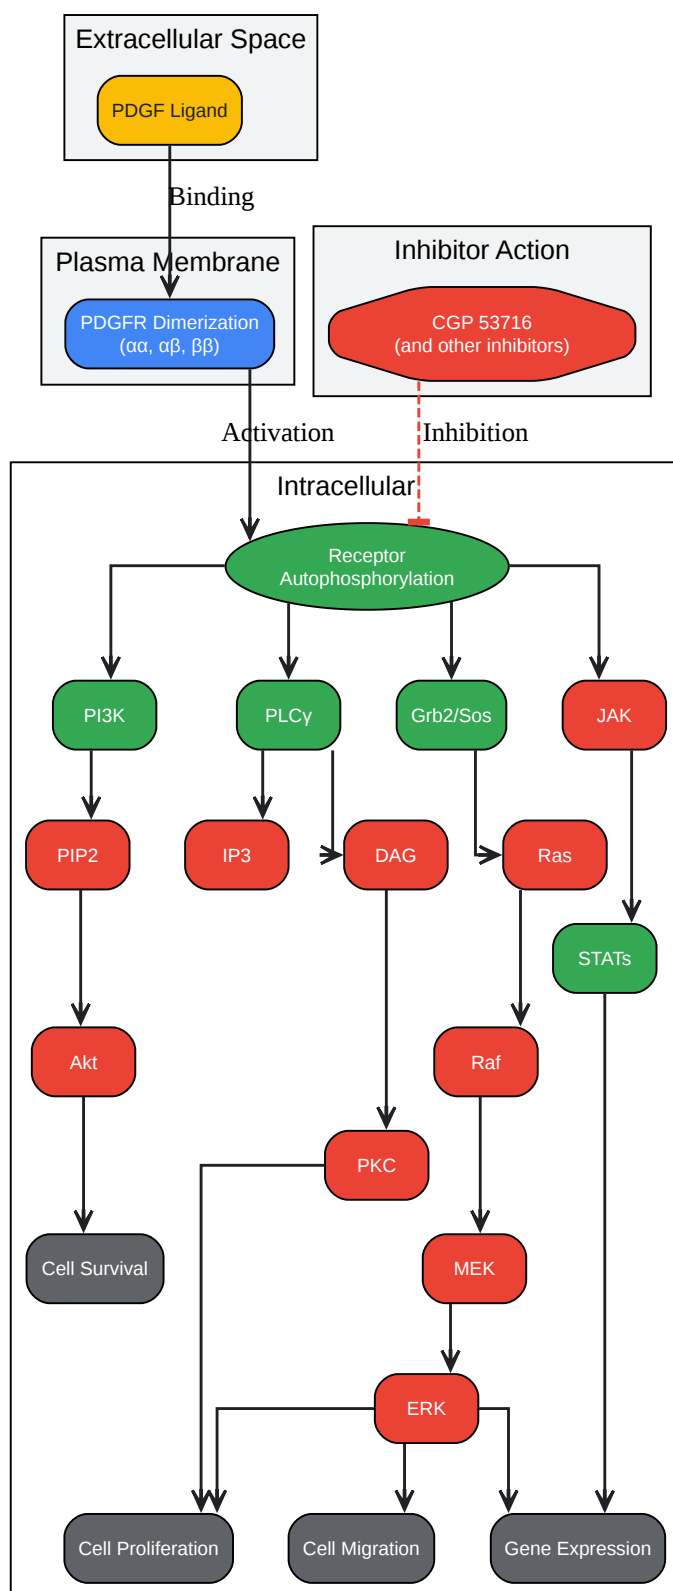 Extracellular Space
PDGF Ligand
Binding
Plasma Membrane
PDGFR Dimerization
(αα, αβ, ββ)
Inhibitor Action
CGP 53716
(and other inhibitors)
Activation
Inhibition
Intracellular
Receptor
Autophosphorylation
PI3K
PLCγ
Grb2/Sos
JAK
PIP2
IP3
DAG
Ras
STATs
Akt
Raf
PKC
Cell Survival
MEK
ERK
Cell Proliferation
Cell Migration
Gene Expression